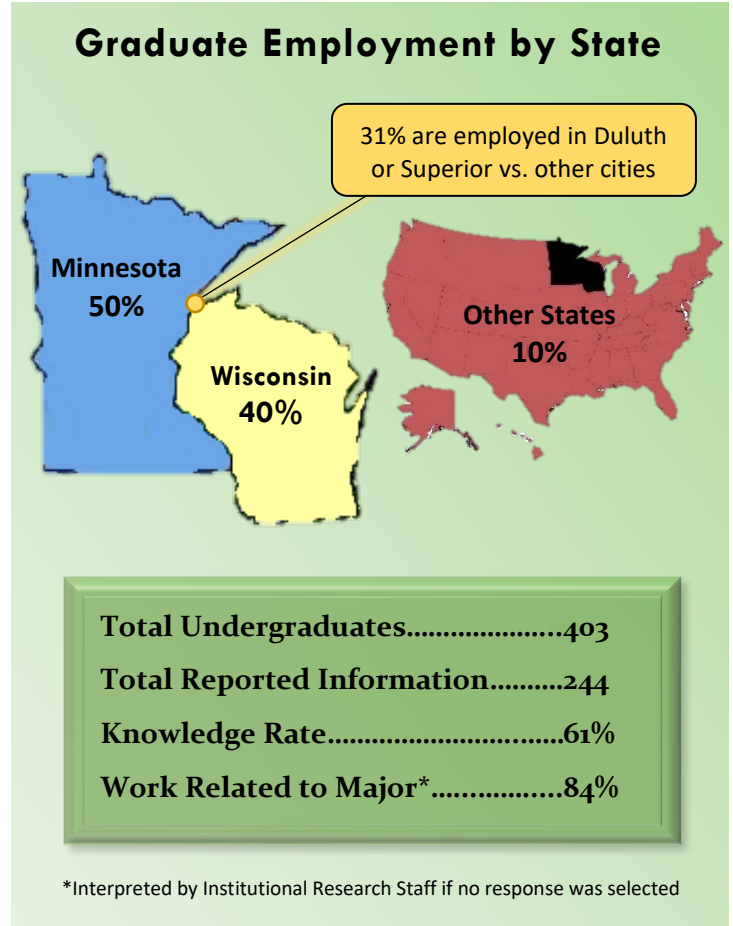 Graduate Employment by State
31% are employed in Duluth
or Superior vs. other cities
Minnesota
50%
Wisconsin
40%
Other States
10%
Total Undergraduates.......................403
Total Reported Information..........244
Knowledge Rate..................................61%
Work Related to Major*..................84%
*Interpreted by Institutional Research Staff if no response was selected